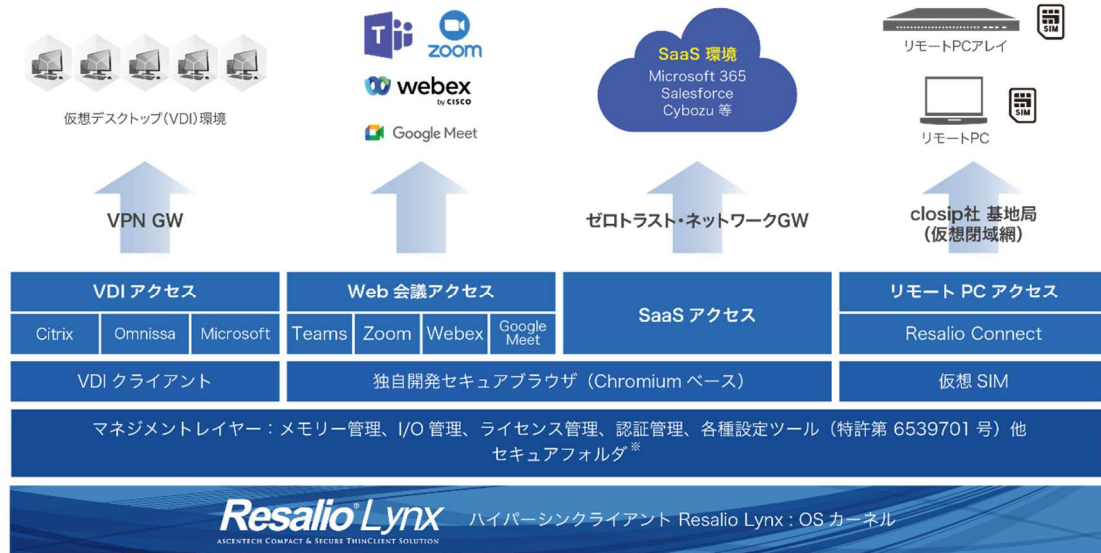 zoom
webex
by CISCO
Google Meet
仮想デスクトップ(VDI)環境
SaaS 環境
Microsoft 365
Salesforce
Cybozu 等
SIM
リモートPCアレイ
SIM
リモートPC
VPN GW
ゼロトラスト・ネットワークGW
closip社 基地局
(仮想閉域網)
VDI アクセス
Web 会議アクセス
SaaS アクセス
リモート PC アクセス
Citrix
Omnissa
Microsoft
Teams
Zoom
Webex
Google
Meet
Resalio Connect
VDI クライアント
独自開発セキュアブラウザ（Chromium ベース）
仮想 SIM
マネジメントレイヤー：メモリー管理、I/O 管理、ライセンス管理、認証管理、各種設定ツール（特許第 6539701 号）他
セキュアフォルダ※
Resalio® Lynx
ASCENTECH COMPACT & SECURE THINCLIENT SOLUTION
ハイパーシンクライアント Resalio Lynx : OS カーネル